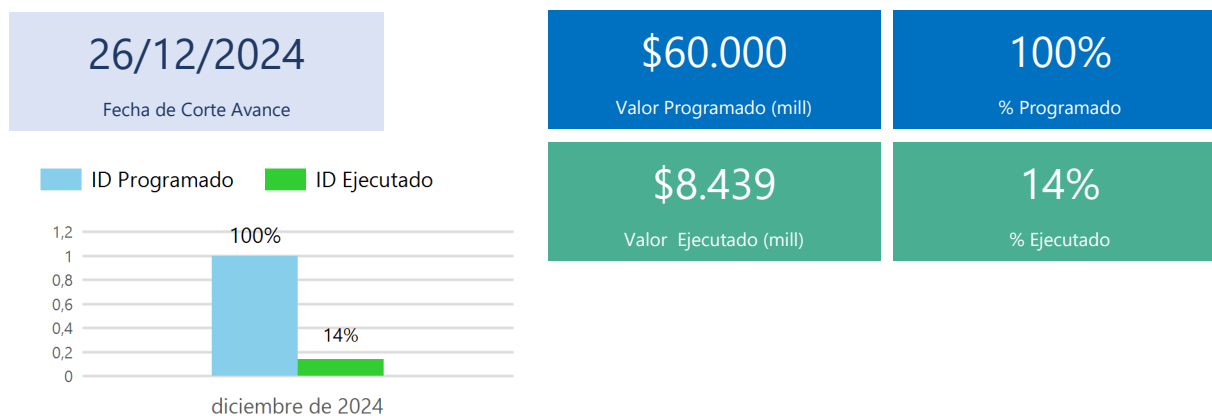 26/12/2024
Fecha de Corte Avance
$60.000
Valor Programado (mill)
100%
% Programado
$8.439
Valor  Ejecutado (mill)
14%
% Ejecutado
ID Programado
ID Ejecutado
1,2
1
0,8
0,6
0,4
0,2
0
100%
14%
diciembre de 2024